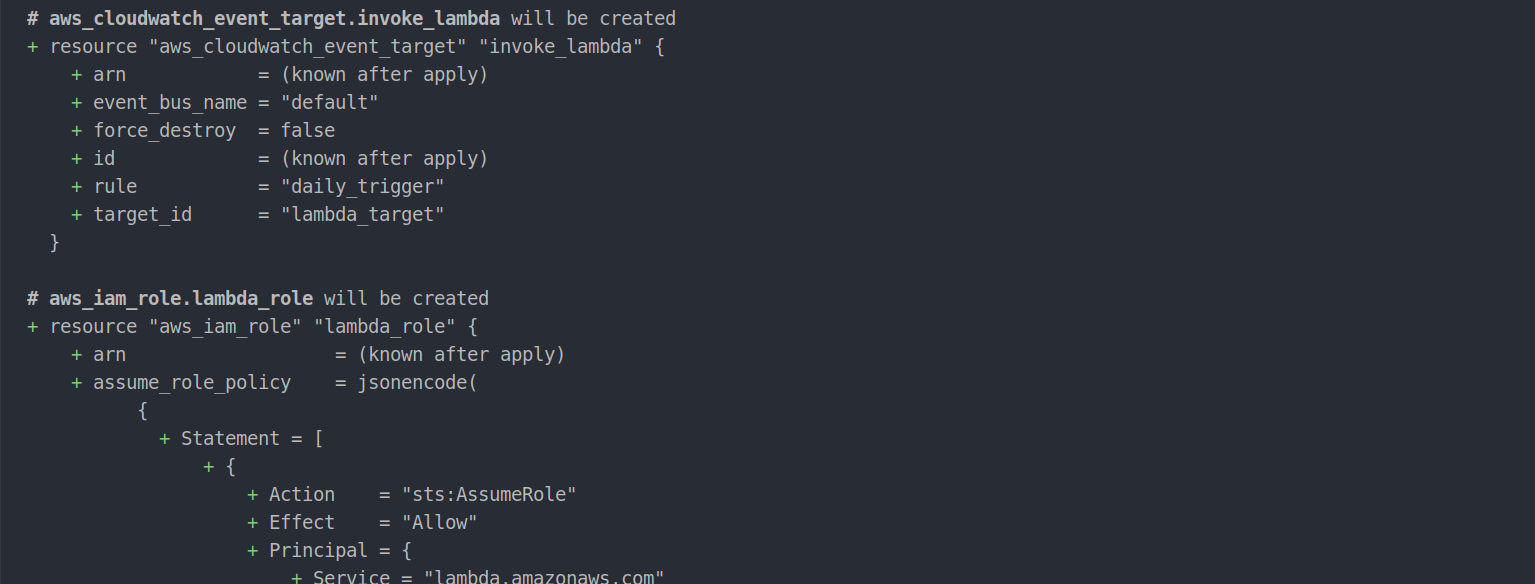 # aws_cloudwatch_event_target.invoke_lambda will be created
+ resource "aws_cloudwatch_event_target" "invoke_lambda" {
+ arn = (known after apply)
+ event_bus_name = "default"
+ force_destroy = false
+ id = (known after apply)
+ rule = "daily_trigger"
+ target_id = "lambda_target"
}
# aws_iam_role.lambda_role will be created
+ resource "aws_iam_role" "lambda_role" {
+ arn = (known after apply)
+ assume_role_policy = jsonencode(
{
+ Statement = [
+ {
+ Action = "sts:AssumeRole"
+ Effect = "Allow"
+ Principal = {
+ Service = "lambda.amazonaws.com"